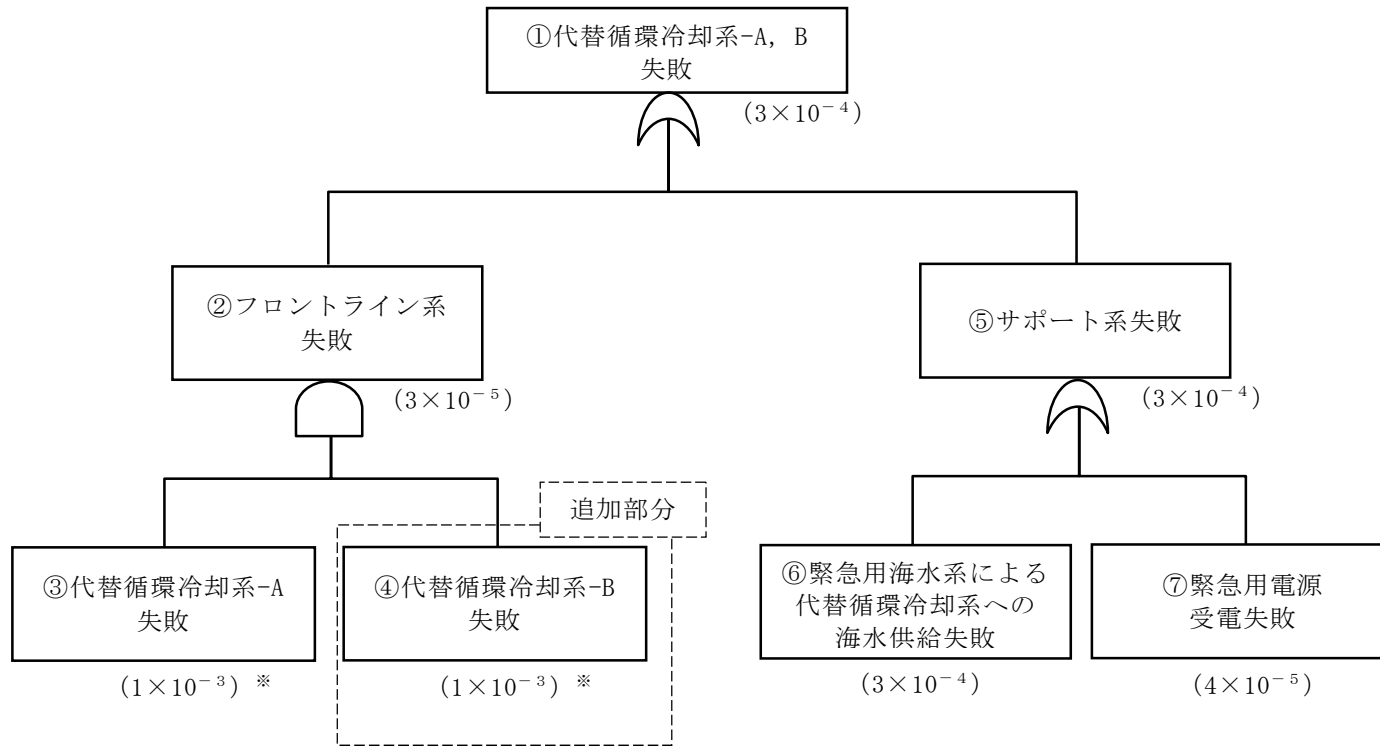 ①代替循環冷却系-A, B
失敗
(3×10⁻⁴)
②フロントライン系
失敗
(3×10⁻⁵)
⑤サポート系失敗
(3×10⁻⁴)
追加部分
③代替循環冷却系-A
失敗
(1×10⁻³) ※
④代替循環冷却系-B
失敗
(1×10⁻³) ※
⑥緊急用海水系による
代替循環冷却系への
海水供給失敗
(3×10⁻⁴)
⑦緊急用電源
受電失敗
(4×10⁻⁵)